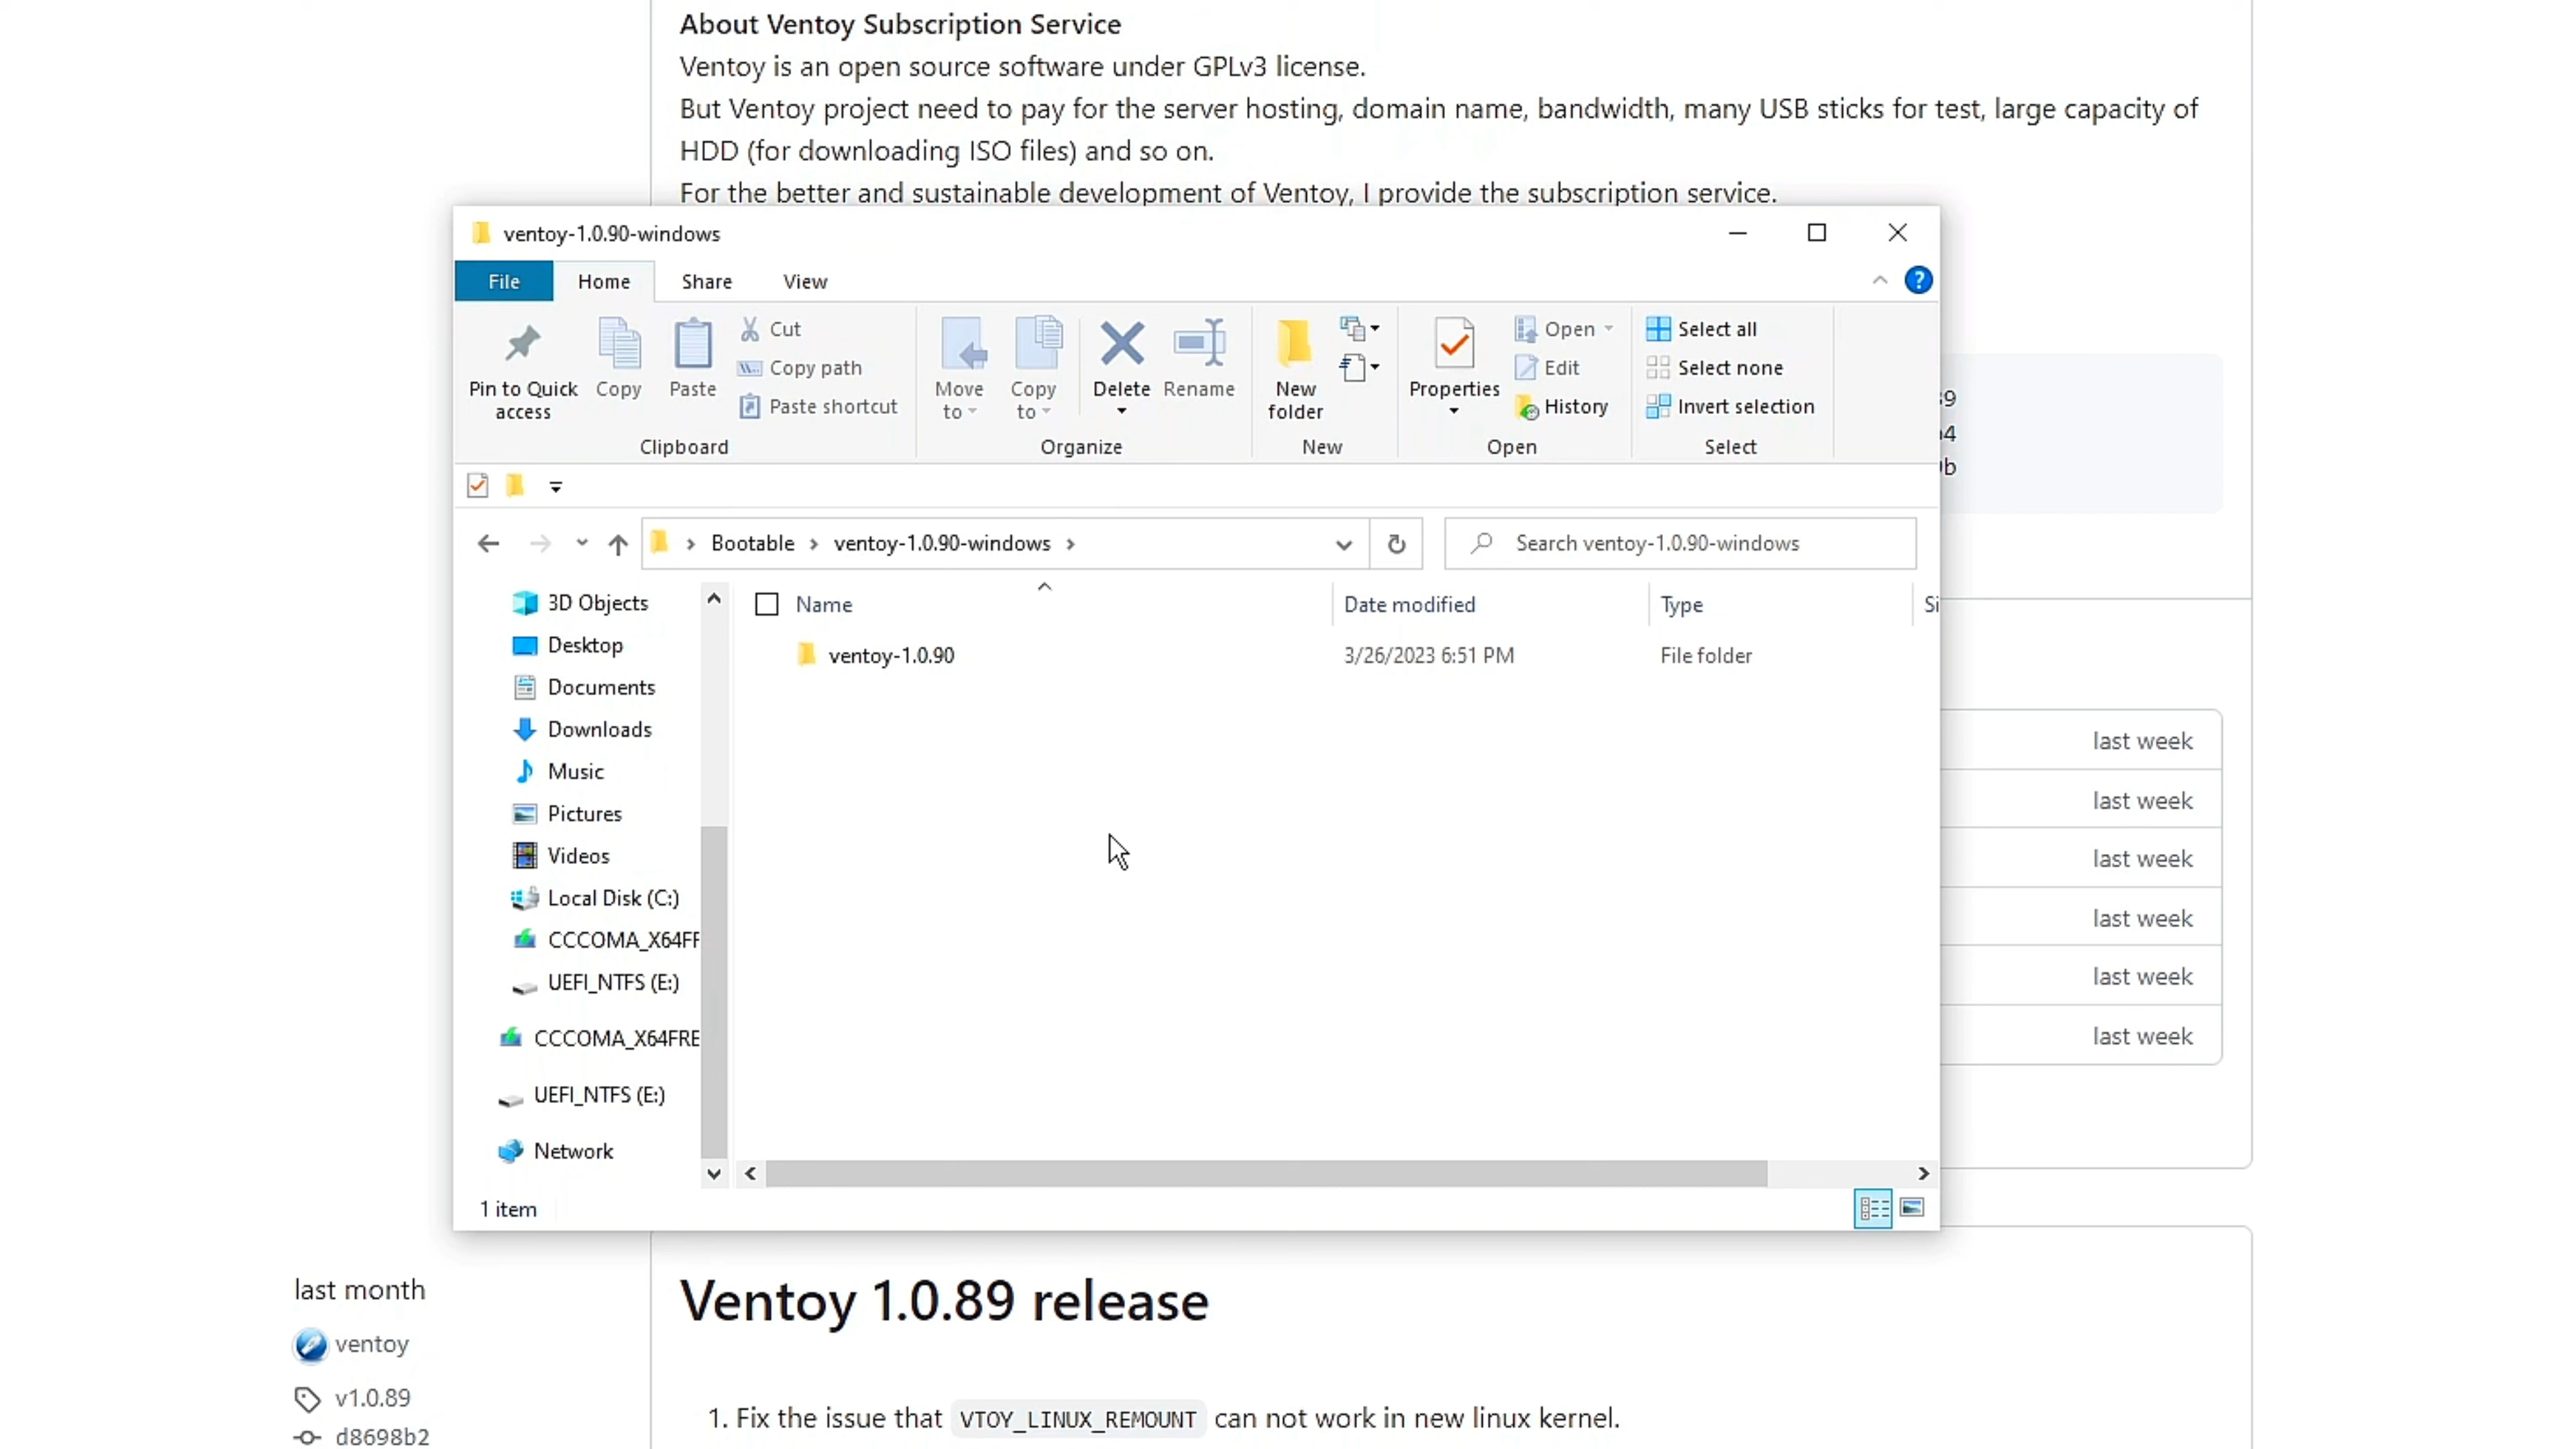 About Ventoy Subscription Service
Ventoy is an open source software under GPLv3 license.
But Ventoy project need to pay for the server hosting, domain name, bandwidth, many USB sticks for test, large capacity of
HDD (for downloading ISO files) and so on.
For the better and sustainable development of Ventoy, I provide the subscription service.
ventoy-1.0.90-windows
File Home Share View
Pin to Quick access
Copy
Paste
Cut
Copy path
Paste shortcut
Clipboard
Move to
Copy to
Delete
Rename
Organize
New folder
New
Properties
Open
Edit
History
Open
Select all
Select none
Invert selection
Select
39
b4
9b
Bootable ventoy-1.0.90-windows
Search ventoy-1.0.90-windows
Name Date modified Type Si
ventoy-1.0.90 3/26/2023 6:51 PM File folder
3D Objects
Desktop
Documents
Downloads
Music
Pictures
Videos
Local Disk (C:)
CCCOMA_X64FF
UEFI_NTFS (E:)
CCCOMA_X64FRE
UEFI_NTFS (E:)
Network
1 item
last week
last week
last week
last week
last week
last week
last month
ventoy
v1.0.89
d8698b2
Ventoy 1.0.89 release
1. Fix the issue that VTOY_LINUX_REMOUNT can not work in new linux kernel.